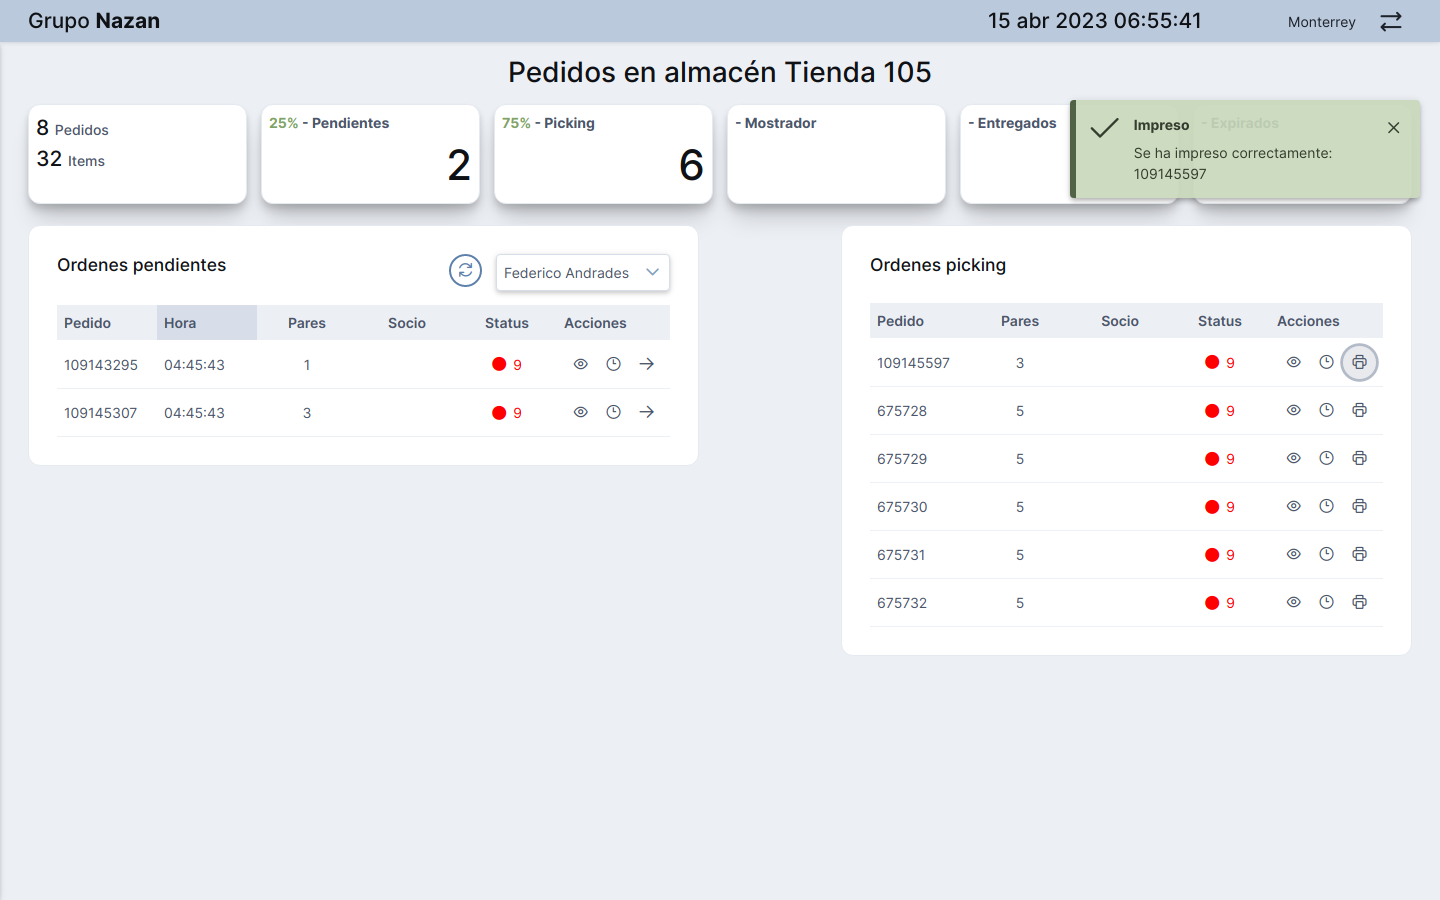 Grupo Nazan
15 abr 2023 06:55:41
Monterrey
Pedidos en almacén Tienda 105
8 Pedidos
32 Items
25% - Pendientes
2
75% - Picking
6
- Mostrador
- Entregados
- Expirados
Impreso
Se ha impreso correctamente:
109145597
Ordenes pendientes
Federico Andrades
Pedido Hora Pares Socio Status Acciones
109143295 04:45:43 1 9
109145307 04:45:43 3 9
Ordenes picking
Pedido Pares Socio Status Acciones
109145597 3 9
675728 5 9
675729 5 9
675730 5 9
675731 5 9
675732 5 9